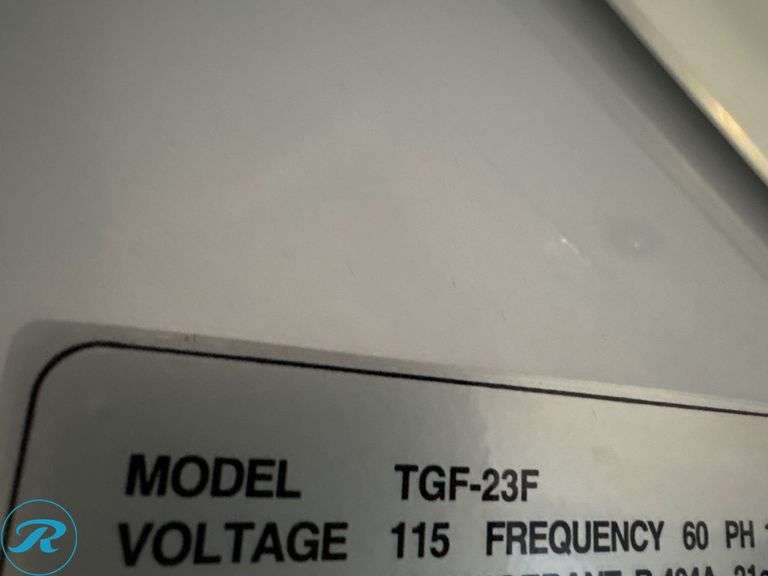 MODEL TGF-23F
VOLTAGE 115 FREQUENCY 60 PH
R